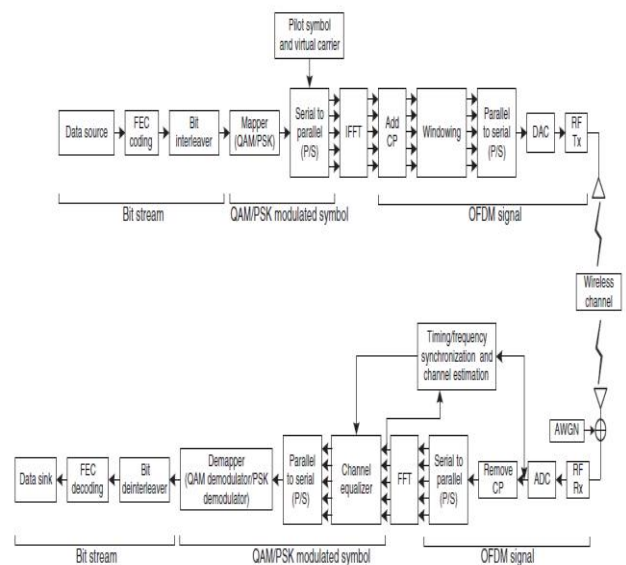 Pilot symbol
and virtual carrier
Data source
FEC
coding
Bit
interleaver
Mapper
(QAM/PSK)
Serial to
parallel
(P/S)
IFFT
Add
CP
Windowing
Parallel
to serial
(P/S)
DAC
RF
Tx
Bit stream
QAM/PSK modulated symbol
OFDM signal
Wireless
channel
Timing/frequency
synchronization and
channel estimation
AWGN
Data sink
FEC
decoding
Bit
deinterleaver
Demapper
(QAM demodulator/PSK
demodulator)
Parallel
to serial
(P/S)
Channel
equalizer
FFT
Serial to
parallel
(P/S)
Remove
CP
ADC
RF
Rx
Bit stream
QAM/PSK modulated symbol
OFDM signal